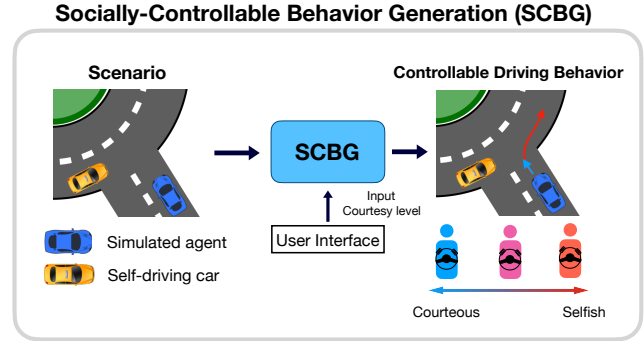 Socially-Controllable Behavior Generation (SCBG)
Scenario
Controllable Driving Behavior
SCBG
Input
Courtesy level
User Interface
Simulated agent
Self-driving car
Courteous
Selfish